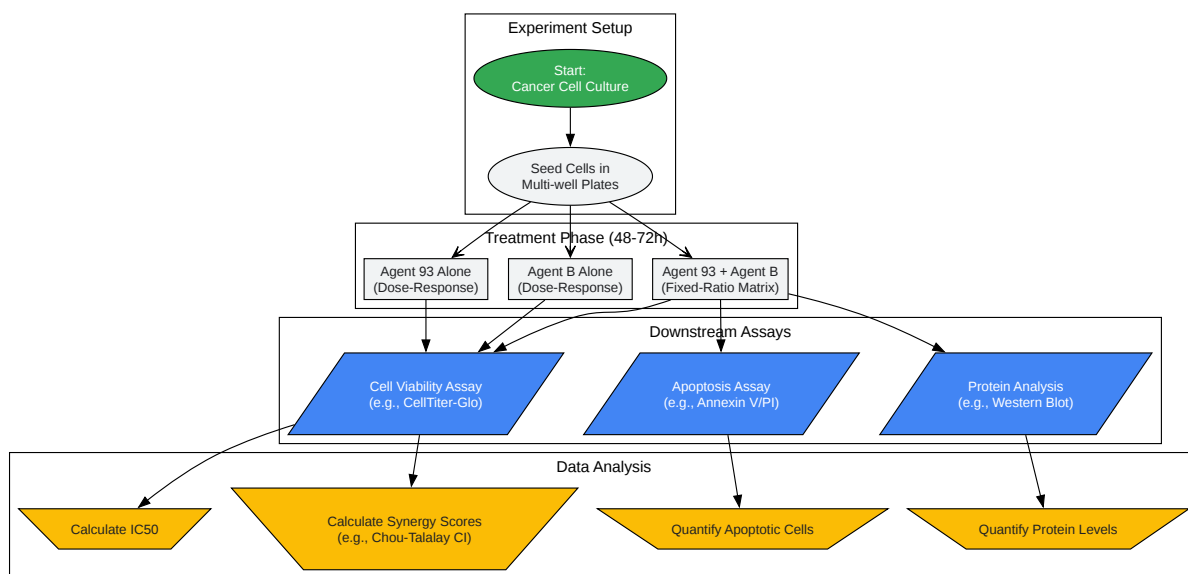 Experiment Setup
Start:
Cancer Cell Culture
Seed Cells in
Multi-well Plates
Treatment Phase (48-72h)
Agent 93 Alone
(Dose-Response)
Agent B Alone
(Dose-Response)
Agent 93 + Agent B
(Fixed-Ratio Matrix)
Downstream Assays
Cell Viability Assay
(e.g., CellTiter-Glo)
Apoptosis Assay
(e.g., Annexin V/PI)
Protein Analysis
(e.g., Western Blot)
Data Analysis
Calculate IC50
Calculate Synergy Scores
(e.g., Chou-Talalay CI)
Quantify Apoptotic Cells
Quantify Protein Levels